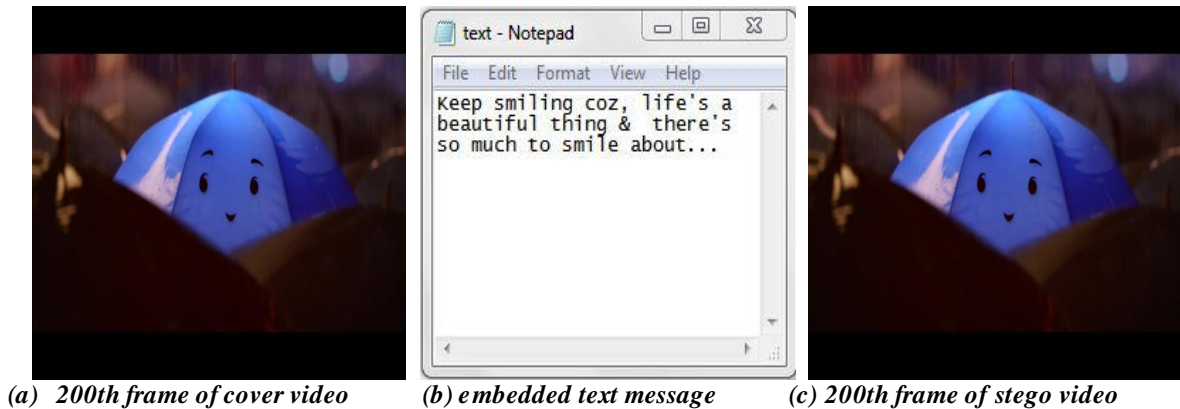 text - Notepad
File Edit Format View Help
Keep smiling coz, life's a
beautiful thing &  there's
so much to smile about...
(a) 200th frame of cover video
(b) embedded text message
(c) 200th frame of stego video